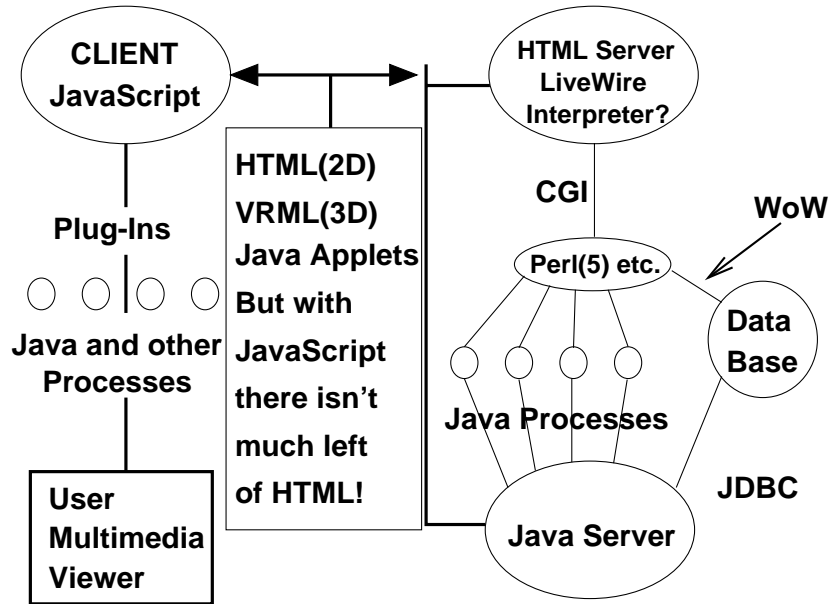 CLIENT
JavaScript
HTML Server
LiveWire
Interpreter?
HTML(2D)
VRML(3D)
Java Applets
But with
JavaScript
there isn't
much left
of HTML!
CGI
WoW
Plug-Ins
Perl(5) etc.
Java and other
Processes
Data
Base
Java Processes
User
Multimedia
Viewer
JDBC
Java Server